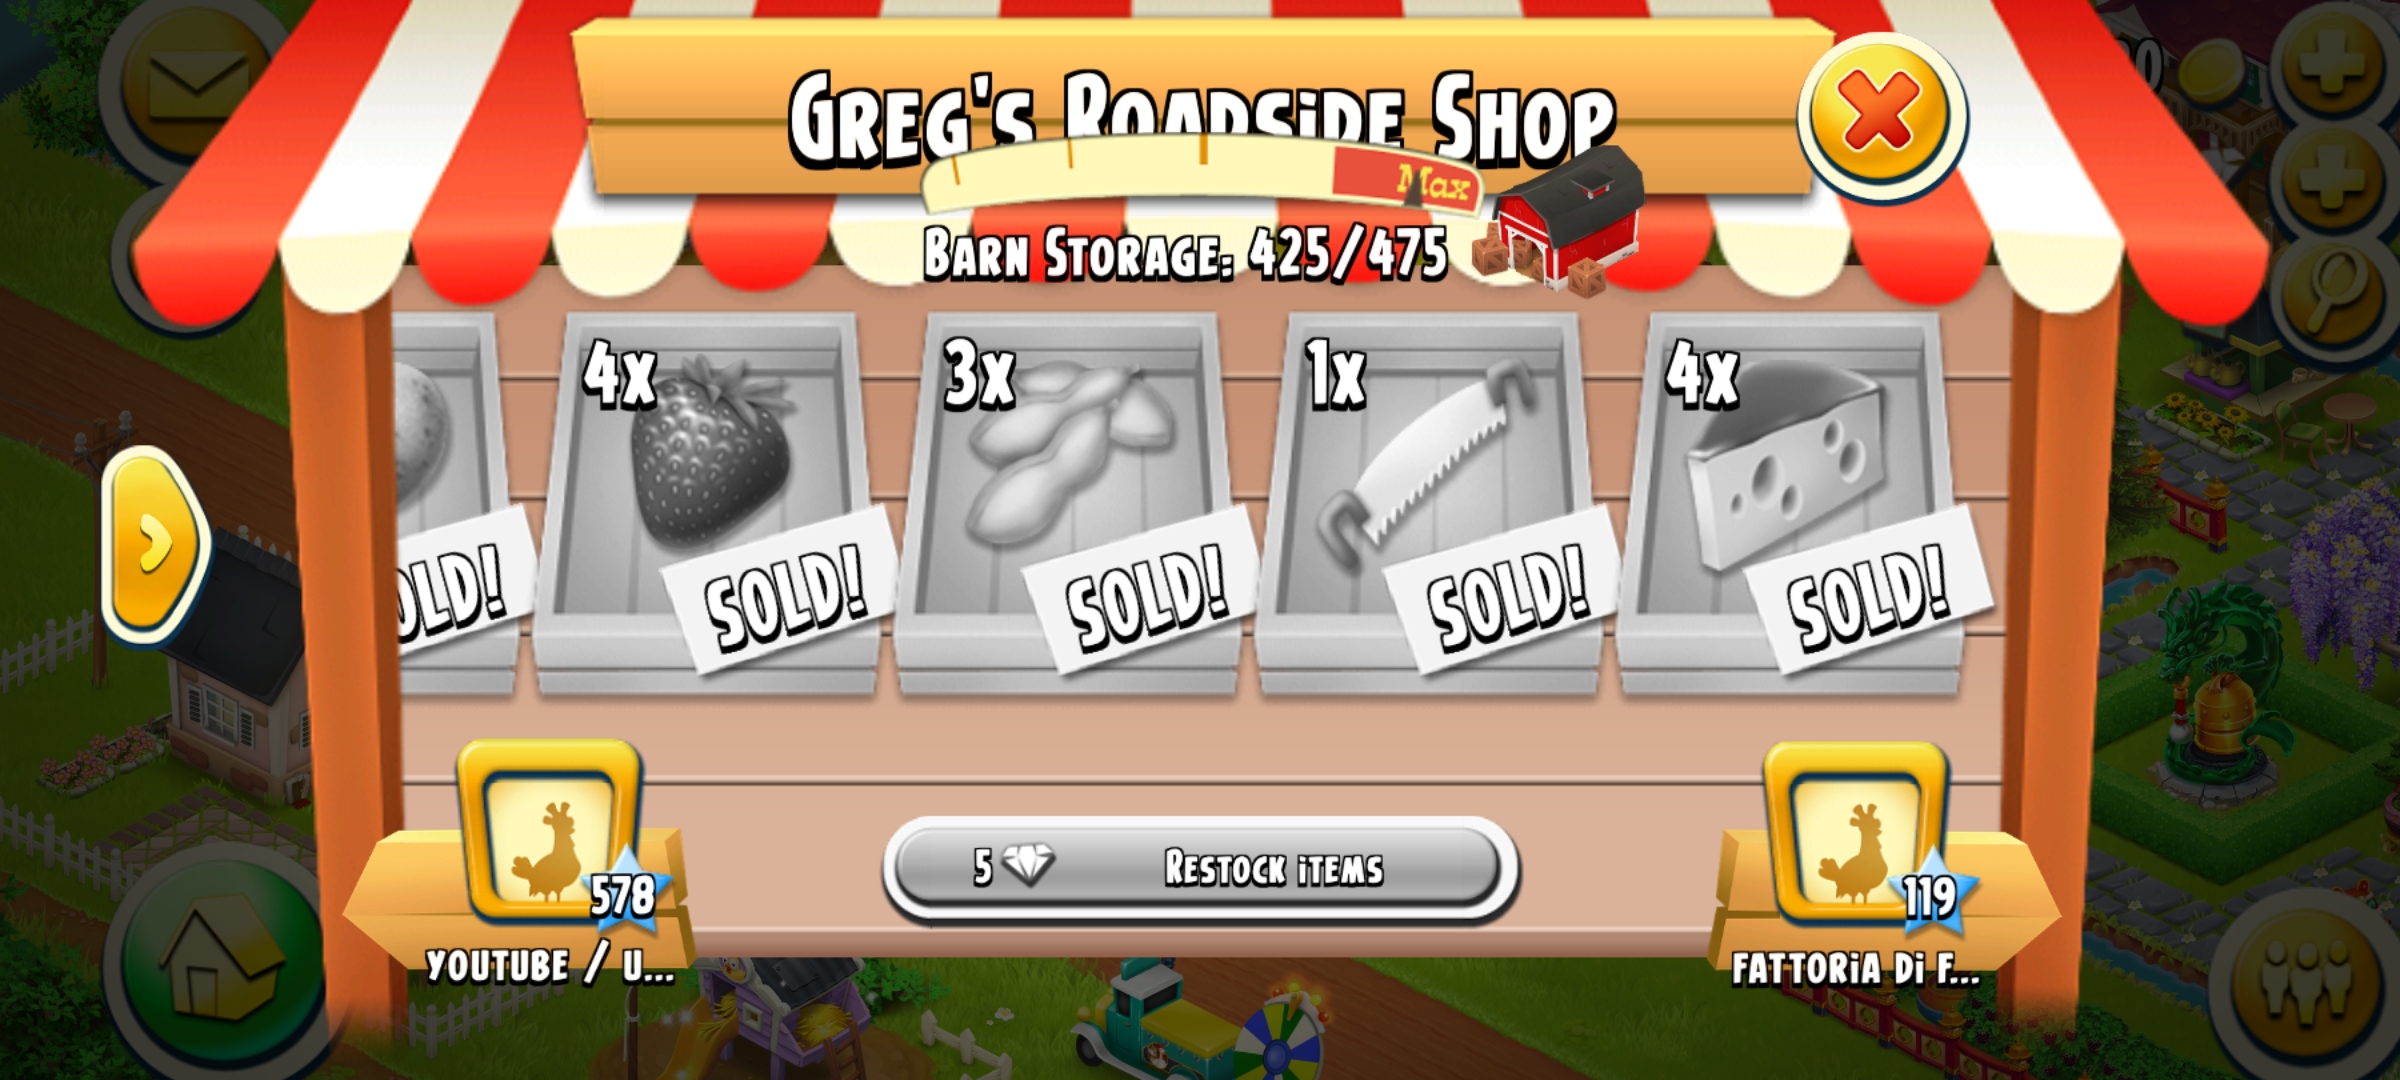 GREG'S ROADSIDE SHOP
Max
BARN STORAGE: 425/475
4X
3X
1X
4X
SOLD!
SOLD!
SOLD!
SOLD!
5
RESTOCK ITEMS
578
119
YOUTUBE / U...
FATTORIA DI F...